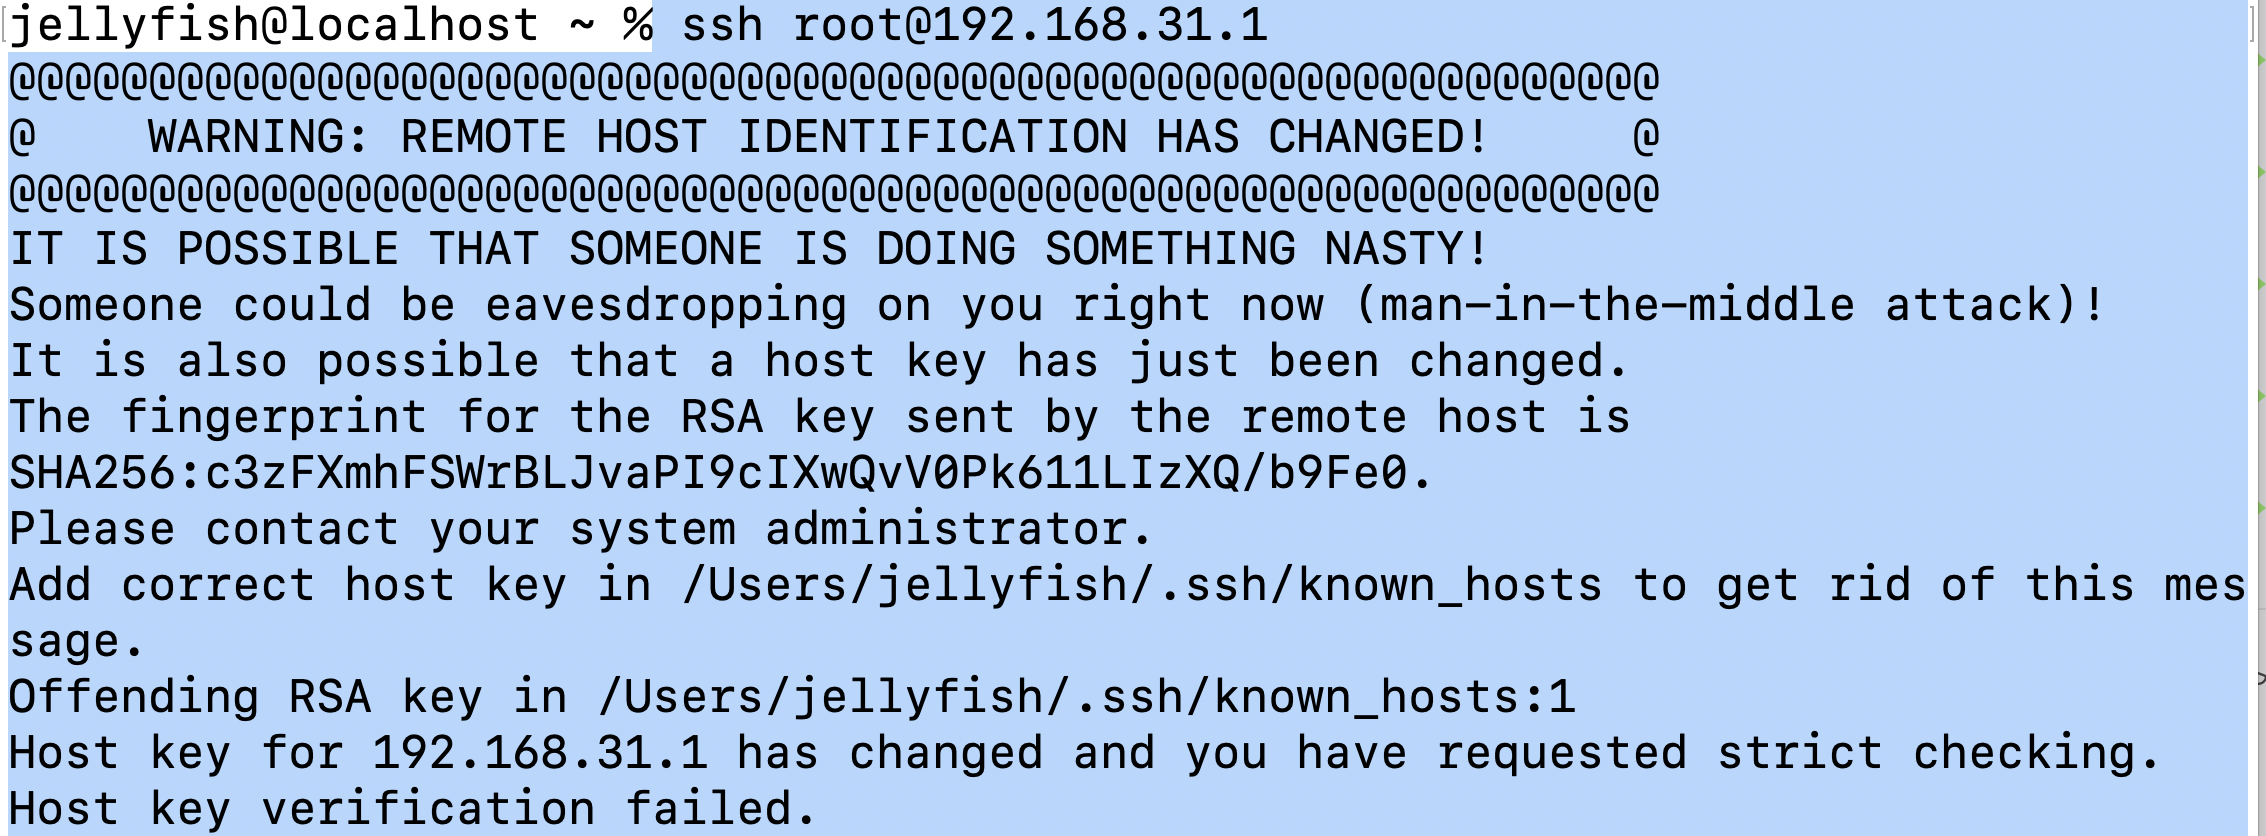 jellyfish@localhost ~ % ssh root@192.168.31.1
@@@@@@@@@@@@@@@@@@@@@@@@@@@@@@@@@@@@@@@@@@@@@@@@@@@@@@@@@@@
@    WARNING: REMOTE HOST IDENTIFICATION HAS CHANGED!     @
@@@@@@@@@@@@@@@@@@@@@@@@@@@@@@@@@@@@@@@@@@@@@@@@@@@@@@@@@@@
IT IS POSSIBLE THAT SOMEONE IS DOING SOMETHING NASTY!
Someone could be eavesdropping on you right now (man-in-the-middle attack)!
It is also possible that a host key has just been changed.
The fingerprint for the RSA key sent by the remote host is
SHA256:c3zFXmhFSWrBLJvaPI9cIXwQvV0Pk611LIzXQ/b9Fe0.
Please contact your system administrator.
Add correct host key in /Users/jellyfish/.ssh/known_hosts to get rid of this mes
sage.
Offending RSA key in /Users/jellyfish/.ssh/known_hosts:1
Host key for 192.168.31.1 has changed and you have requested strict checking.
Host key verification failed.